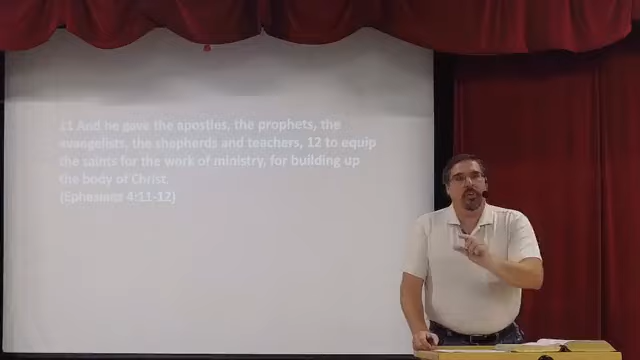 11 And he gave the apostles, the prophets, the
evangelists, the shepherds and teachers, 12 to equip
the saints for the work of ministry, for building up
the body of Christ.
(Ephesians 4:11-12)